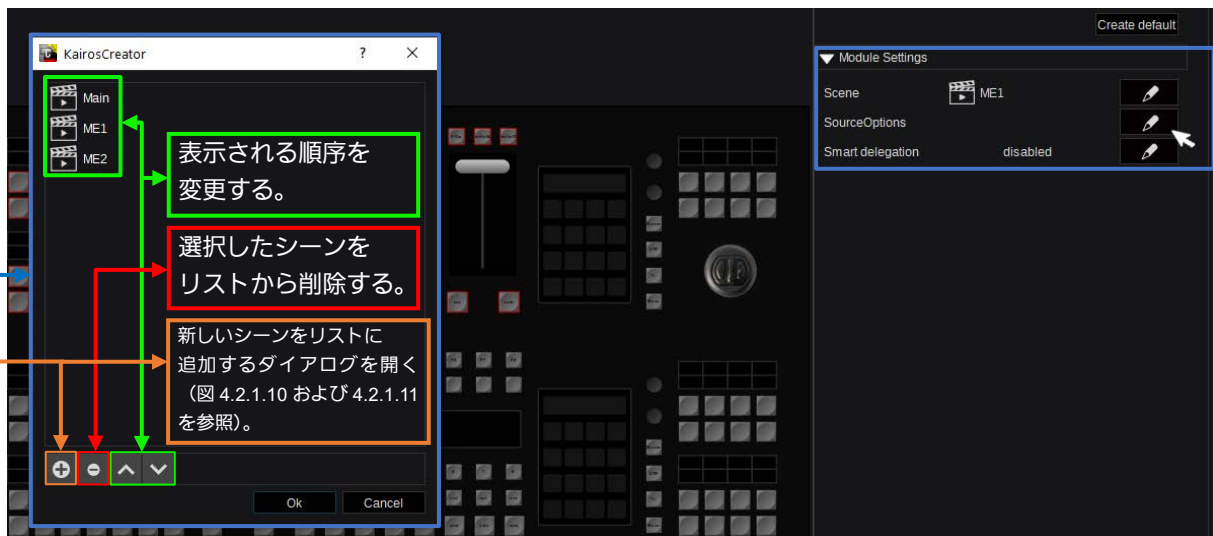 Create default
KairosCreator
?
×
Main
ME1
ME2
表示される順序を
変更する。
選択したシーンを
リストから削除する。
新しいシーンをリストに
追加するダイアログを開く
（図 4.2.1.10 および 4.2.1.11
を参照）。
Ok
Cancel
Module Settings
Scene
ME1
SourceOptions
Smart delegation
disabled